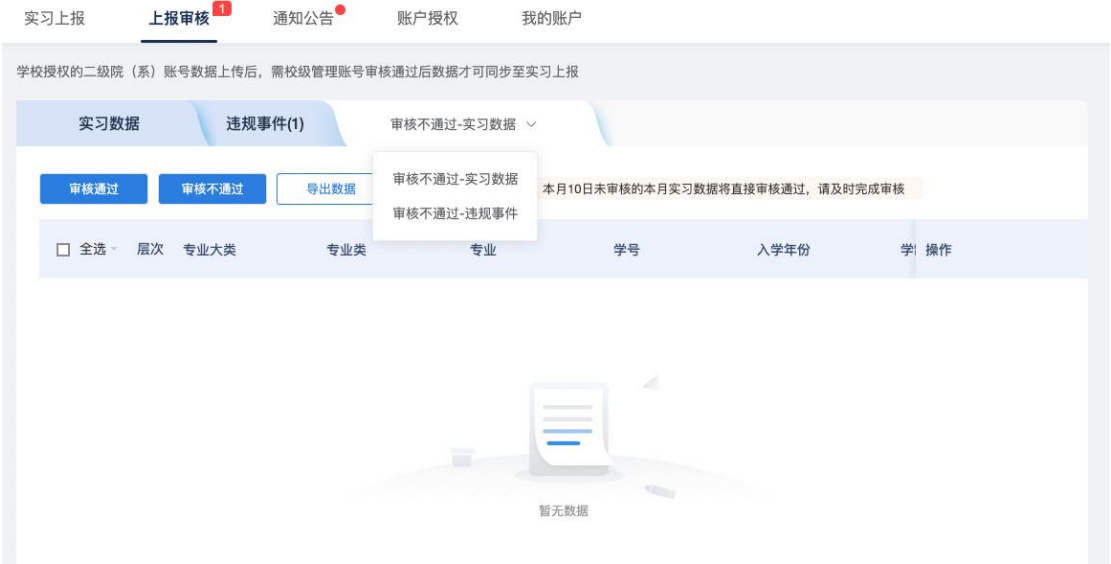 实习上报 上报审核 1 通知公告 账户授权 我的账户
学校授权的二级院（系）账号数据上传后，需校级管理账号审核通过后数据才可同步至实习上报
实习数据 违规事件(1) 审核不通过-实习数据
审核不通过-实习数据
审核不通过-违规事件
审核通过 审核不通过 导出数据 本月10日未审核的本月实习数据将直接审核通过，请及时完成审核
全选 层次 专业大类 专业类 专业 学号 入学年份 学 操作
暂无数据